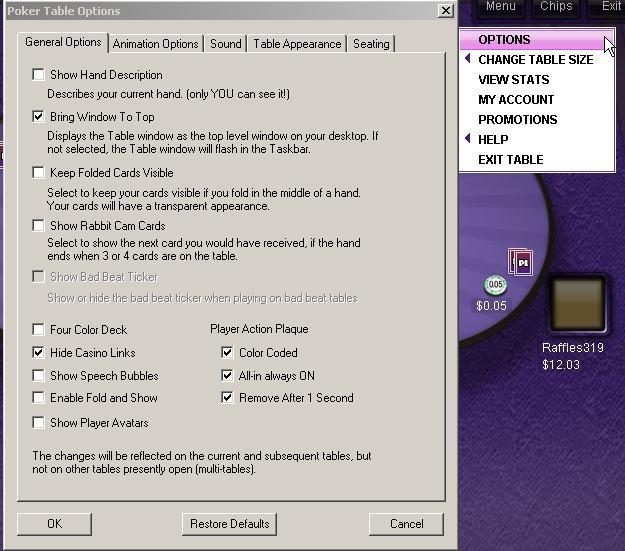 Poker Table Options
General Options
Animation Options
Sound
Table Appearance
Seating
Show Hand Description
Describes your current hand. (only YOU can see it!)
Bring Window To Top
Displays the Table window as the top level window on your desktop. If
not selected, the Table window will flash in the Taskbar.
Keep Folded Cards Visible
Select to keep your cards visible if you fold in the middle of a hand.
Your cards will have a transparent appearance.
Show Rabbit Cam Cards
Select to show the next card you would have received, if the hand
ends when 3 or 4 cards are on the table.
Show Bad Beat Ticker
Show or hide the bad beat ticker when playing on bad beat tables
Four Color Deck
Hide Casino Links
Show Speech Bubbles
Enable Fold and Show
Show Player Avatars
Player Action Plaque
Color Coded
All-in always ON
Remove After 1 Second
The changes will be reflected on the current and subsequent tables, but
not on other tables presently open (multi-tables).
OK
Restore Defaults
Cancel
Menu
Chips
Exit
OPTIONS
CHANGE TABLE SIZE
VIEW STATS
MY ACCOUNT
PROMOTIONS
HELP
EXIT TABLE
0.05
$0.05
Raffles319
$12.03